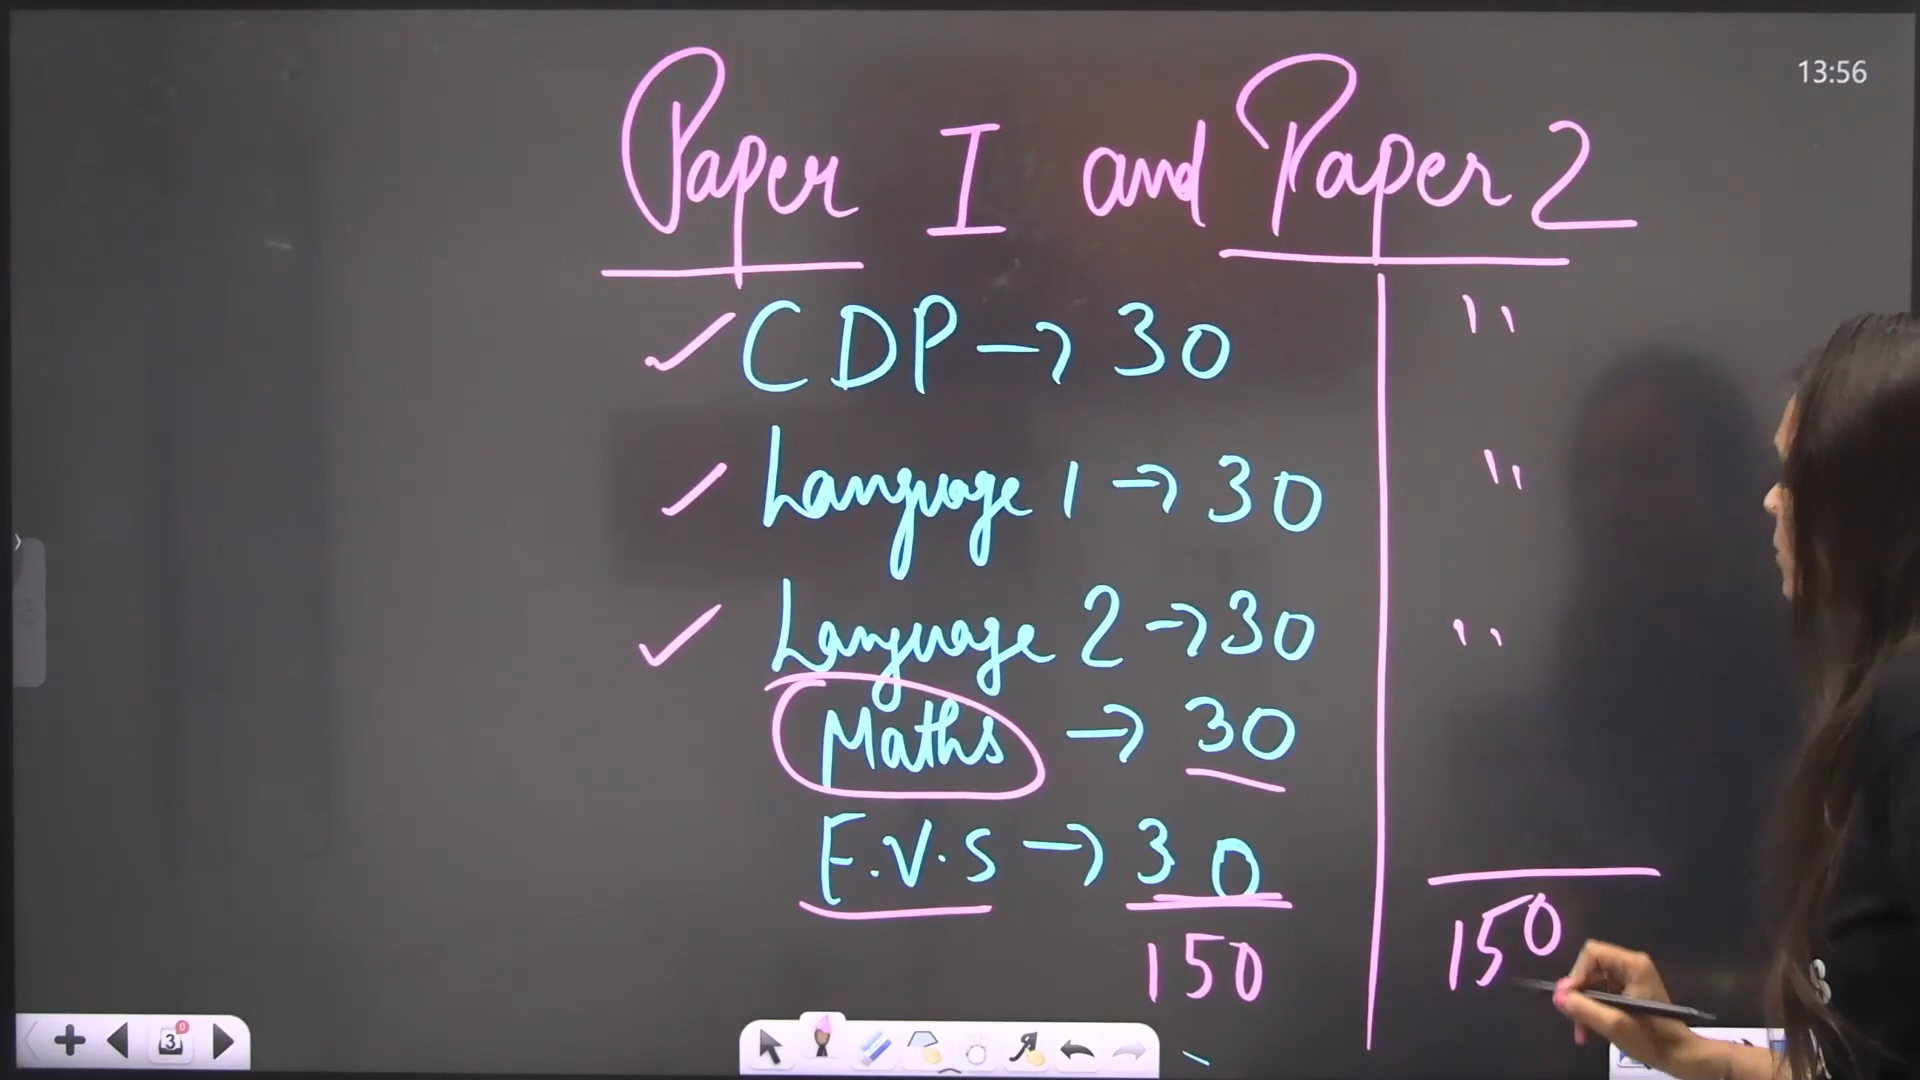 13:56
Paper I and Paper 2
CDP → 30 "
Language 1 → 30 "
Language 2 → 30 "
Maths → 30
E.V.S → 30
150 150
3